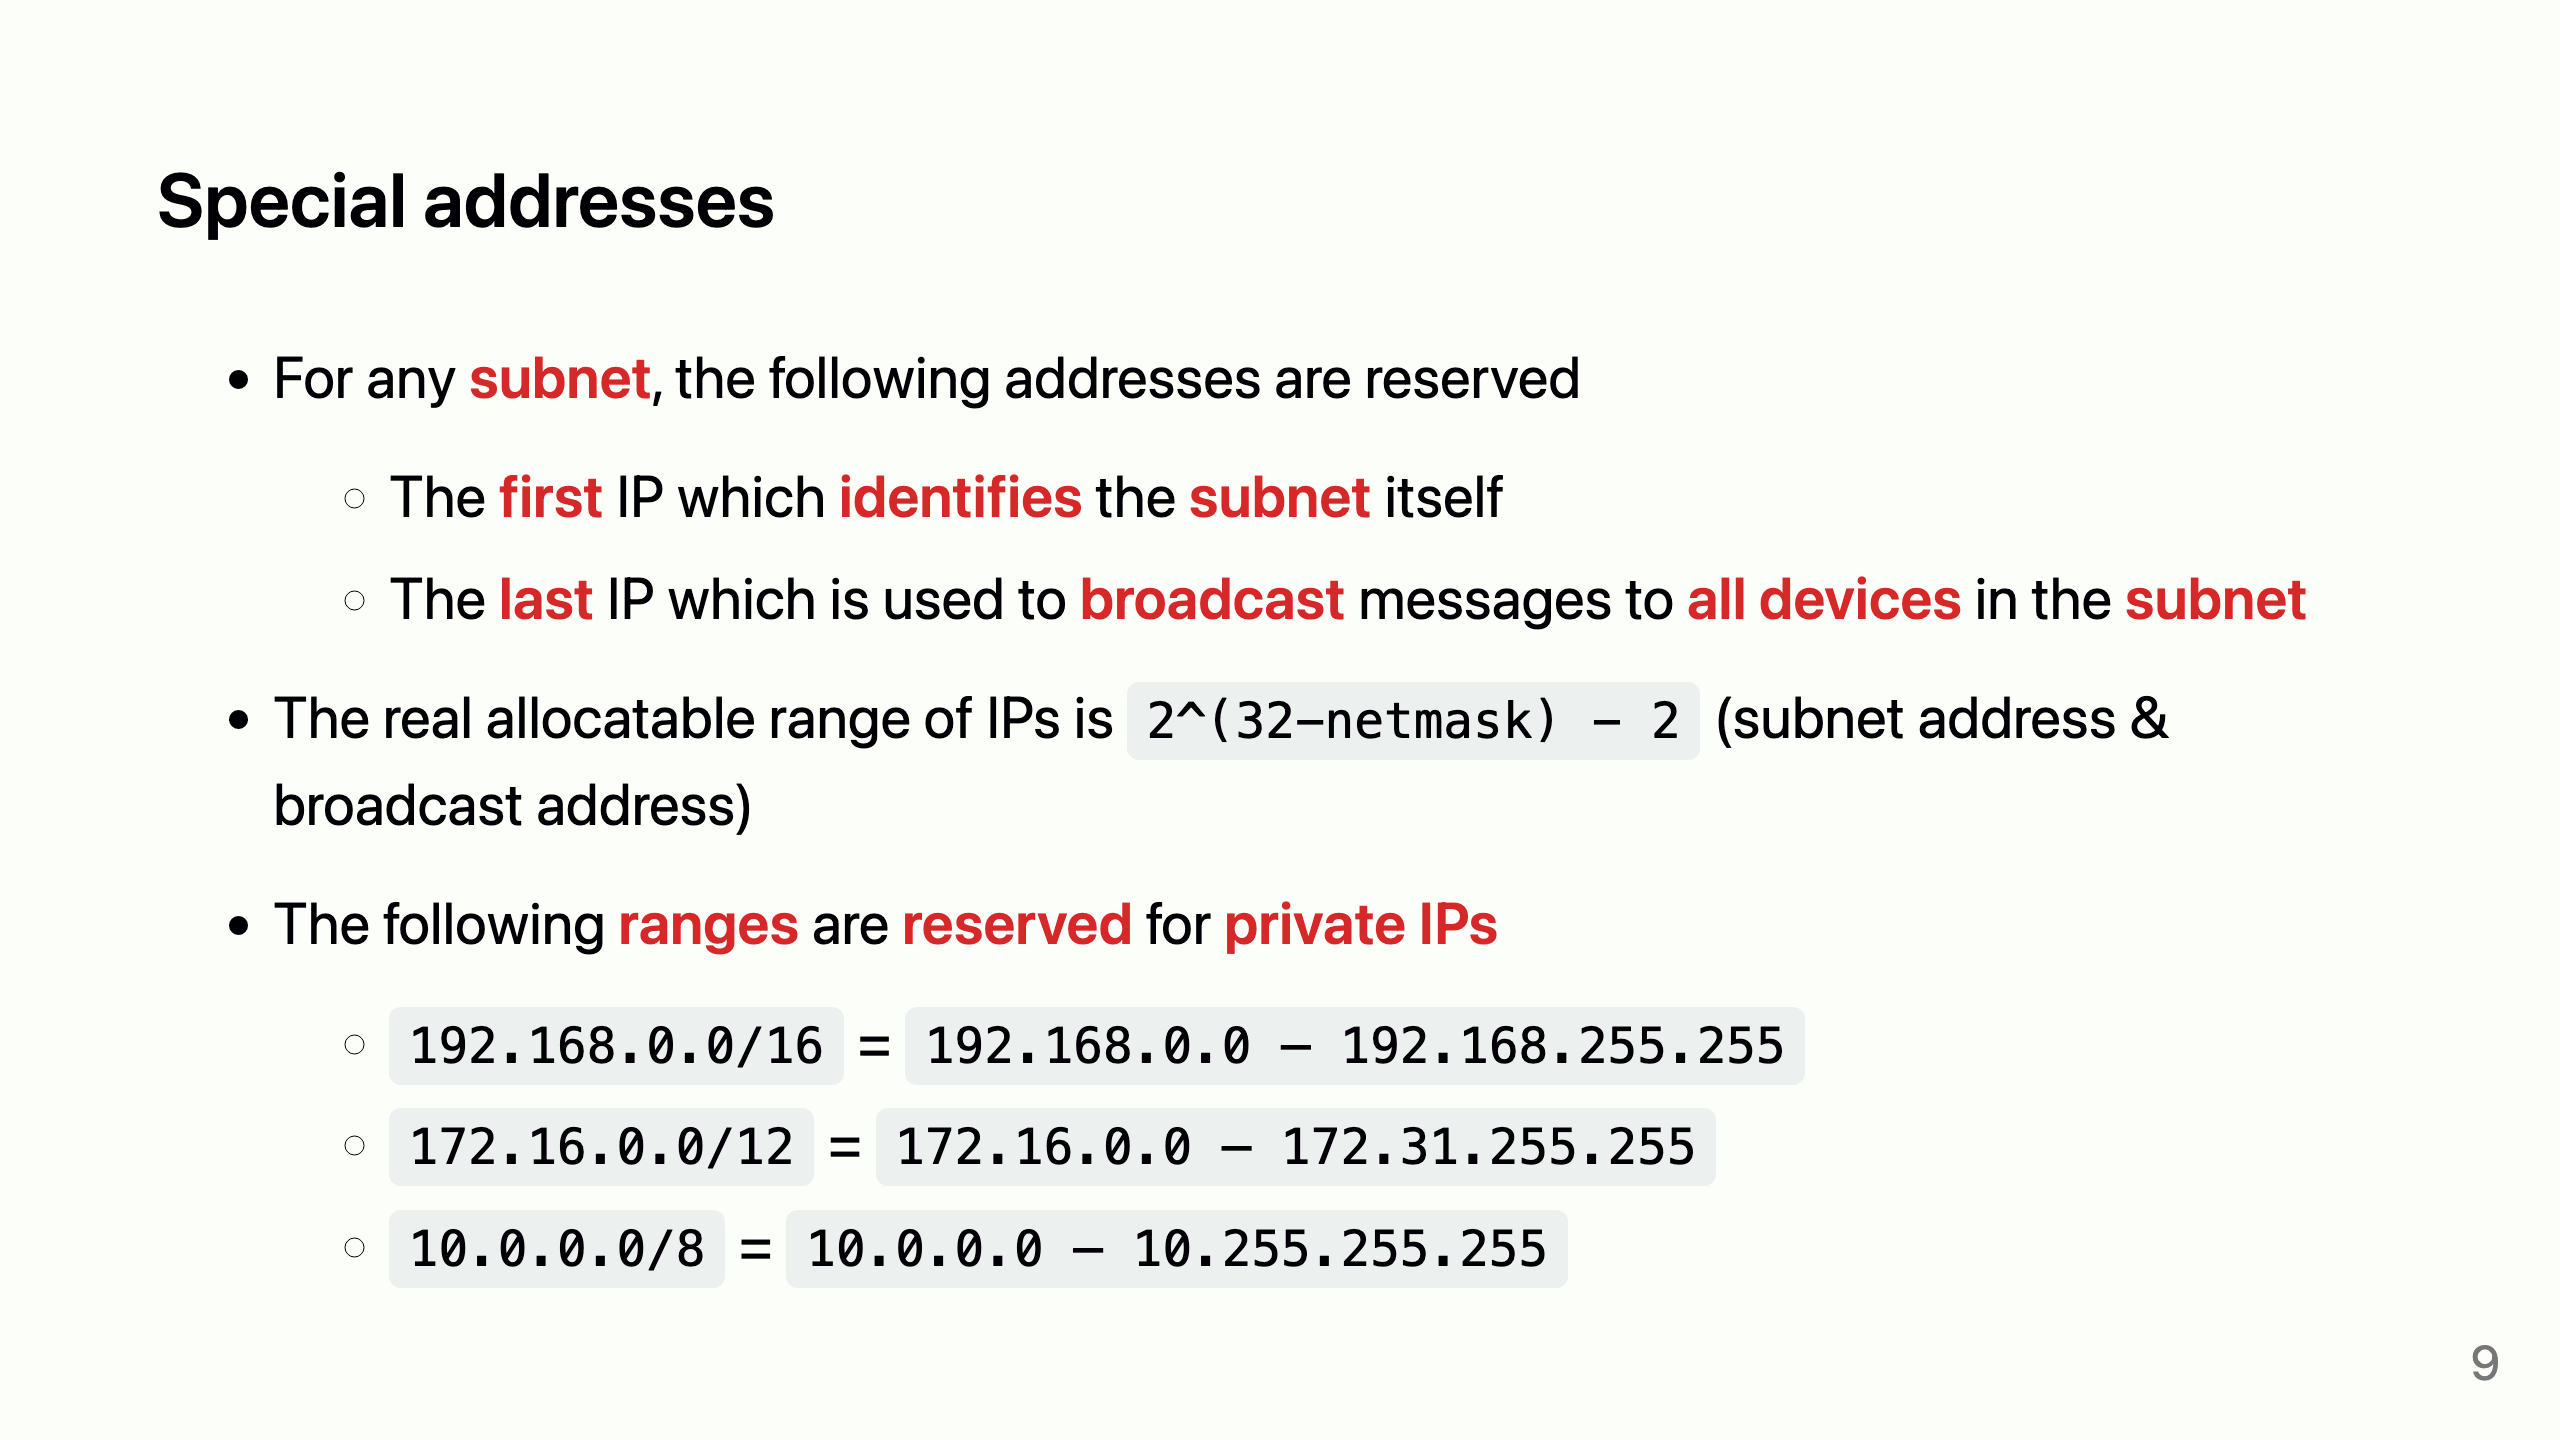 Special addresses
• For any subnet, the following addresses are reserved
○ The first IP which identifies the subnet itself
○ The last IP which is used to broadcast messages to all devices in the subnet
• The real allocatable range of IPs is 2^(32-netmask) - 2 (subnet address &
broadcast address)
• The following ranges are reserved for private IPs
○ 192.168.0.0/16 = 192.168.0.0 – 192.168.255.255
○ 172.16.0.0/12 = 172.16.0.0 – 172.31.255.255
○ 10.0.0.0/8 = 10.0.0.0 – 10.255.255.255
9